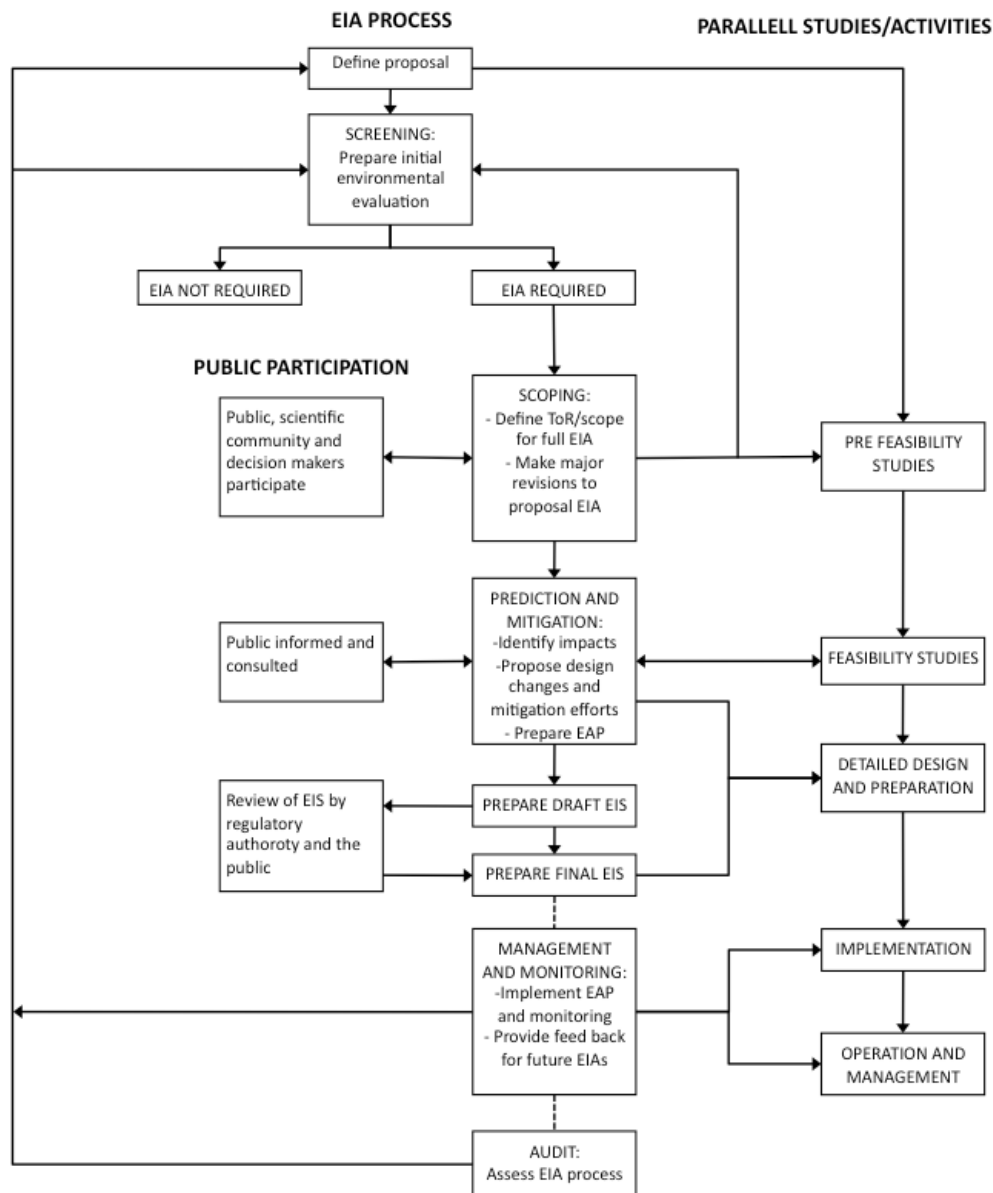 EIA PROCESS
PARALLELL STUDIES/ACTIVITIES
Define proposal
SCREENING:
Prepare initial
environmental
evaluation
EIA NOT REQUIRED
EIA REQUIRED
PUBLIC PARTICIPATION
Public, scientific
community and
decision makers
participate
SCOPING:
- Define ToR/scope
for full EIA
- Make major
revisions to
proposal EIA
PRE FEASIBILITY
STUDIES
Public informed and
consulted
PREDICTION AND
MITIGATION:
-Identify impacts
-Propose design
changes and
mitigation efforts
- Prepare EAP
FEASIBILITY STUDIES
DETAILED DESIGN
AND PREPARATION
Review of EIS by
regulatory
authoroty and the
public
PREPARE DRAFT EIS
PREPARE FINAL EIS
MANAGEMENT
AND MONITORING:
-Implement EAP
and monitoring
- Provide feed back
for future EIAs
IMPLEMENTATION
OPERATION AND
MANAGEMENT
AUDIT:
Assess EIA process